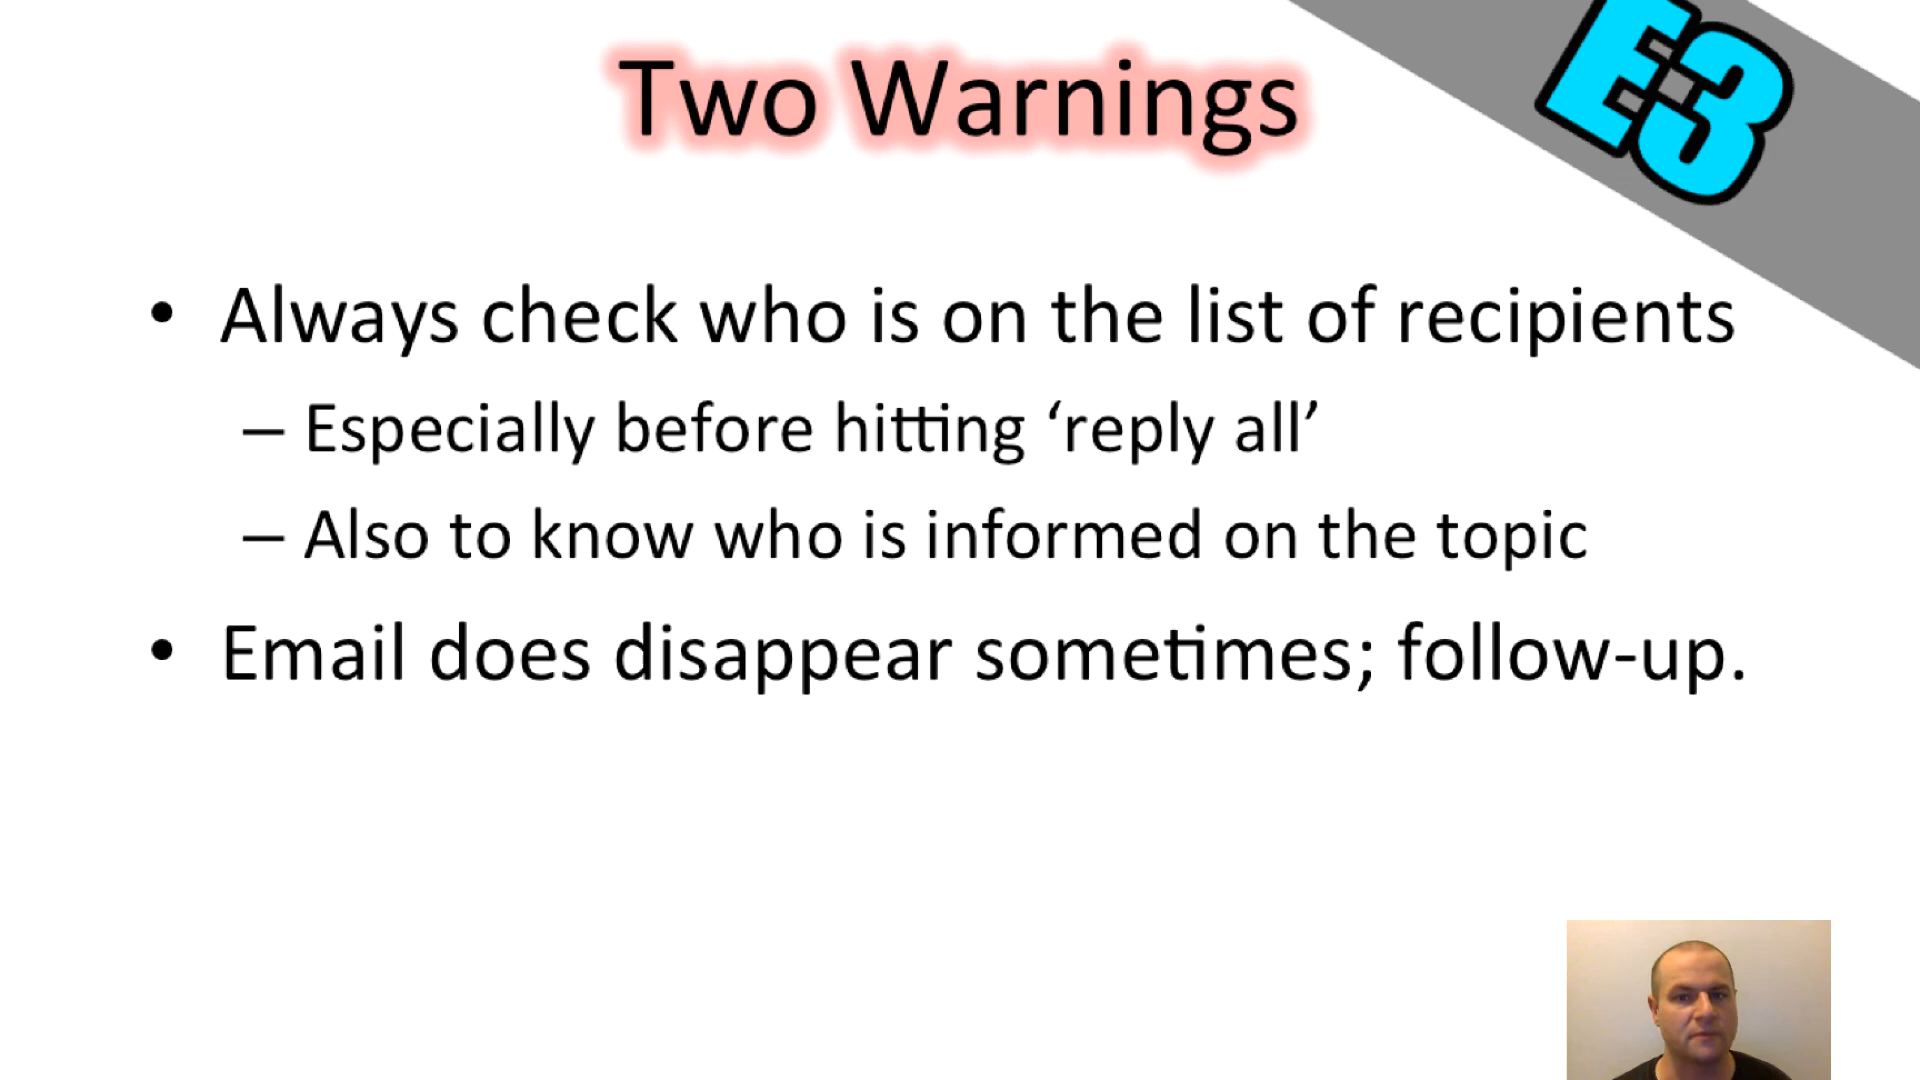 Two Warnings
E3
• Always check who is on the list of recipients
– Especially before hitting ‘reply all’
– Also to know who is informed on the topic
• Email does disappear sometimes; follow-up.